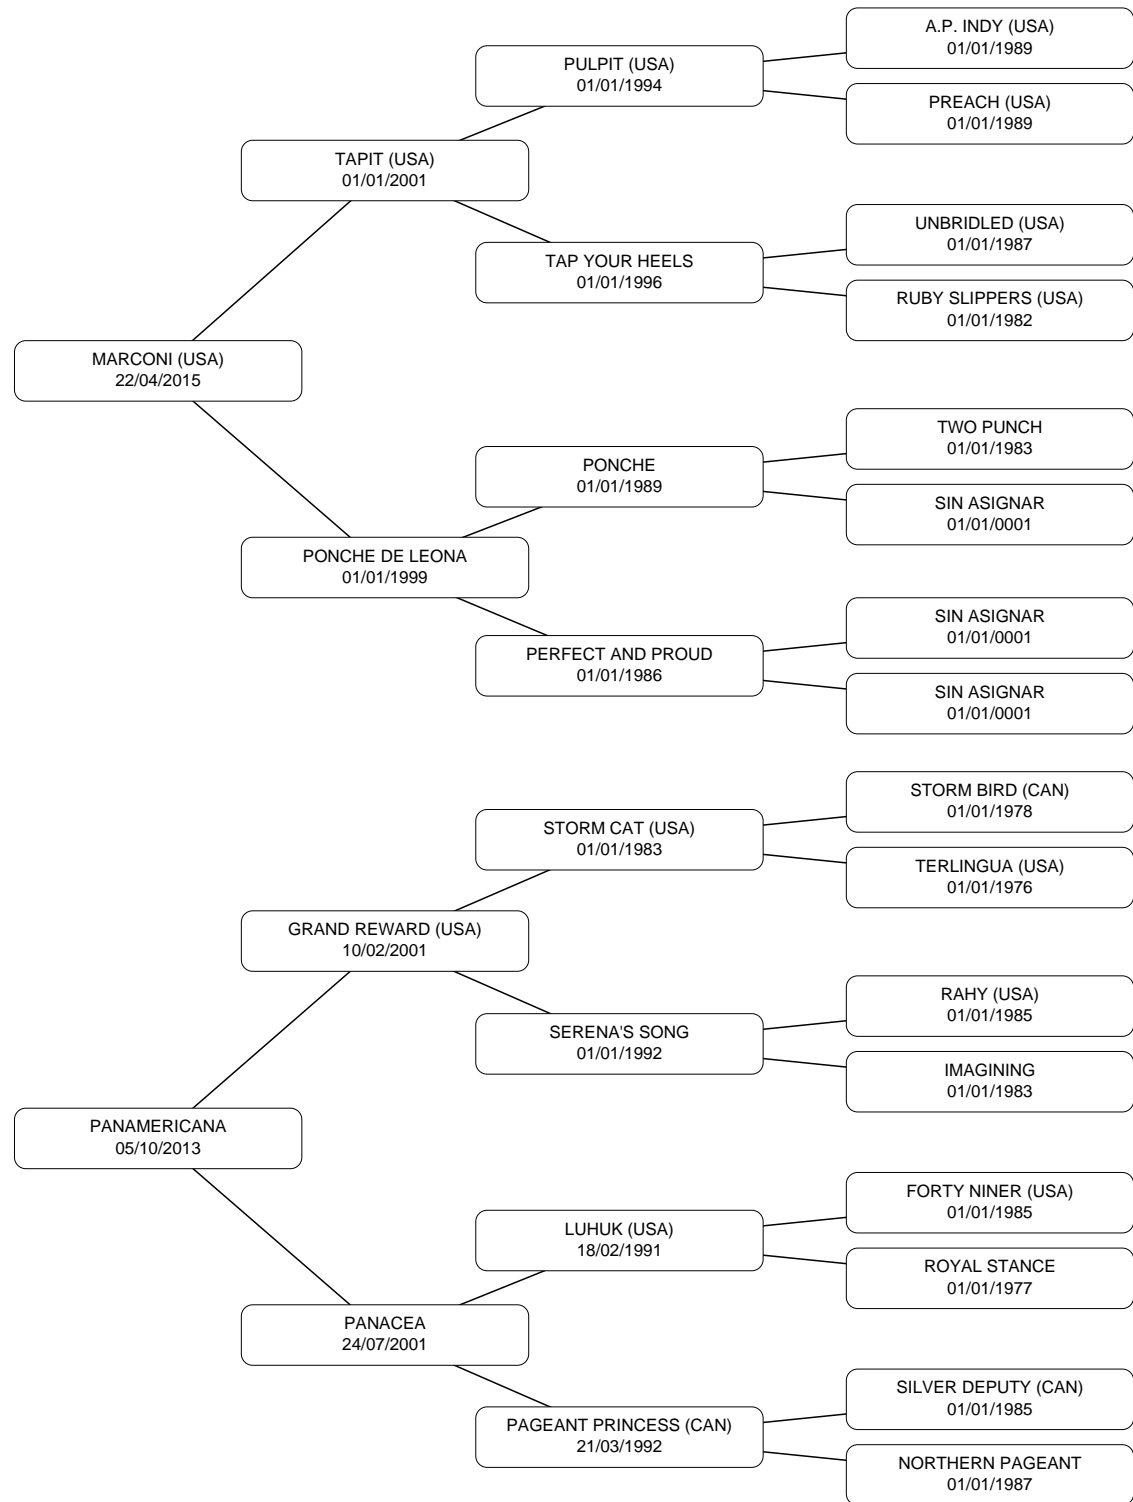 A.P. INDY (USA)
01/01/1989
PULPIT (USA)
01/01/1994
PREACH (USA)
01/01/1989
TAPIT (USA)
01/01/2001
UNBRIDLED (USA)
01/01/1987
TAP YOUR HEELS
01/01/1996
RUBY SLIPPERS (USA)
01/01/1982
MARCONI (USA)
22/04/2015
TWO PUNCH
01/01/1983
PONCHE
01/01/1989
SIN ASIGNAR
01/01/0001
PONCHE DE LEONA
01/01/1999
SIN ASIGNAR
01/01/0001
PERFECT AND PROUD
01/01/1986
SIN ASIGNAR
01/01/0001
STORM BIRD (CAN)
01/01/1978
STORM CAT (USA)
01/01/1983
TERLINGUA (USA)
01/01/1976
GRAND REWARD (USA)
10/02/2001
RAHY (USA)
01/01/1985
SERENA'S SONG
01/01/1992
IMAGINING
01/01/1983
PANAMERICANA
05/10/2013
FORTY NINER (USA)
01/01/1985
LUHUK (USA)
18/02/1991
ROYAL STANCE
01/01/1977
PANACEA
24/07/2001
SILVER DEPUTY (CAN)
01/01/1985
PAGEANT PRINCESS (CAN)
21/03/1992
NORTHERN PAGEANT
01/01/1987